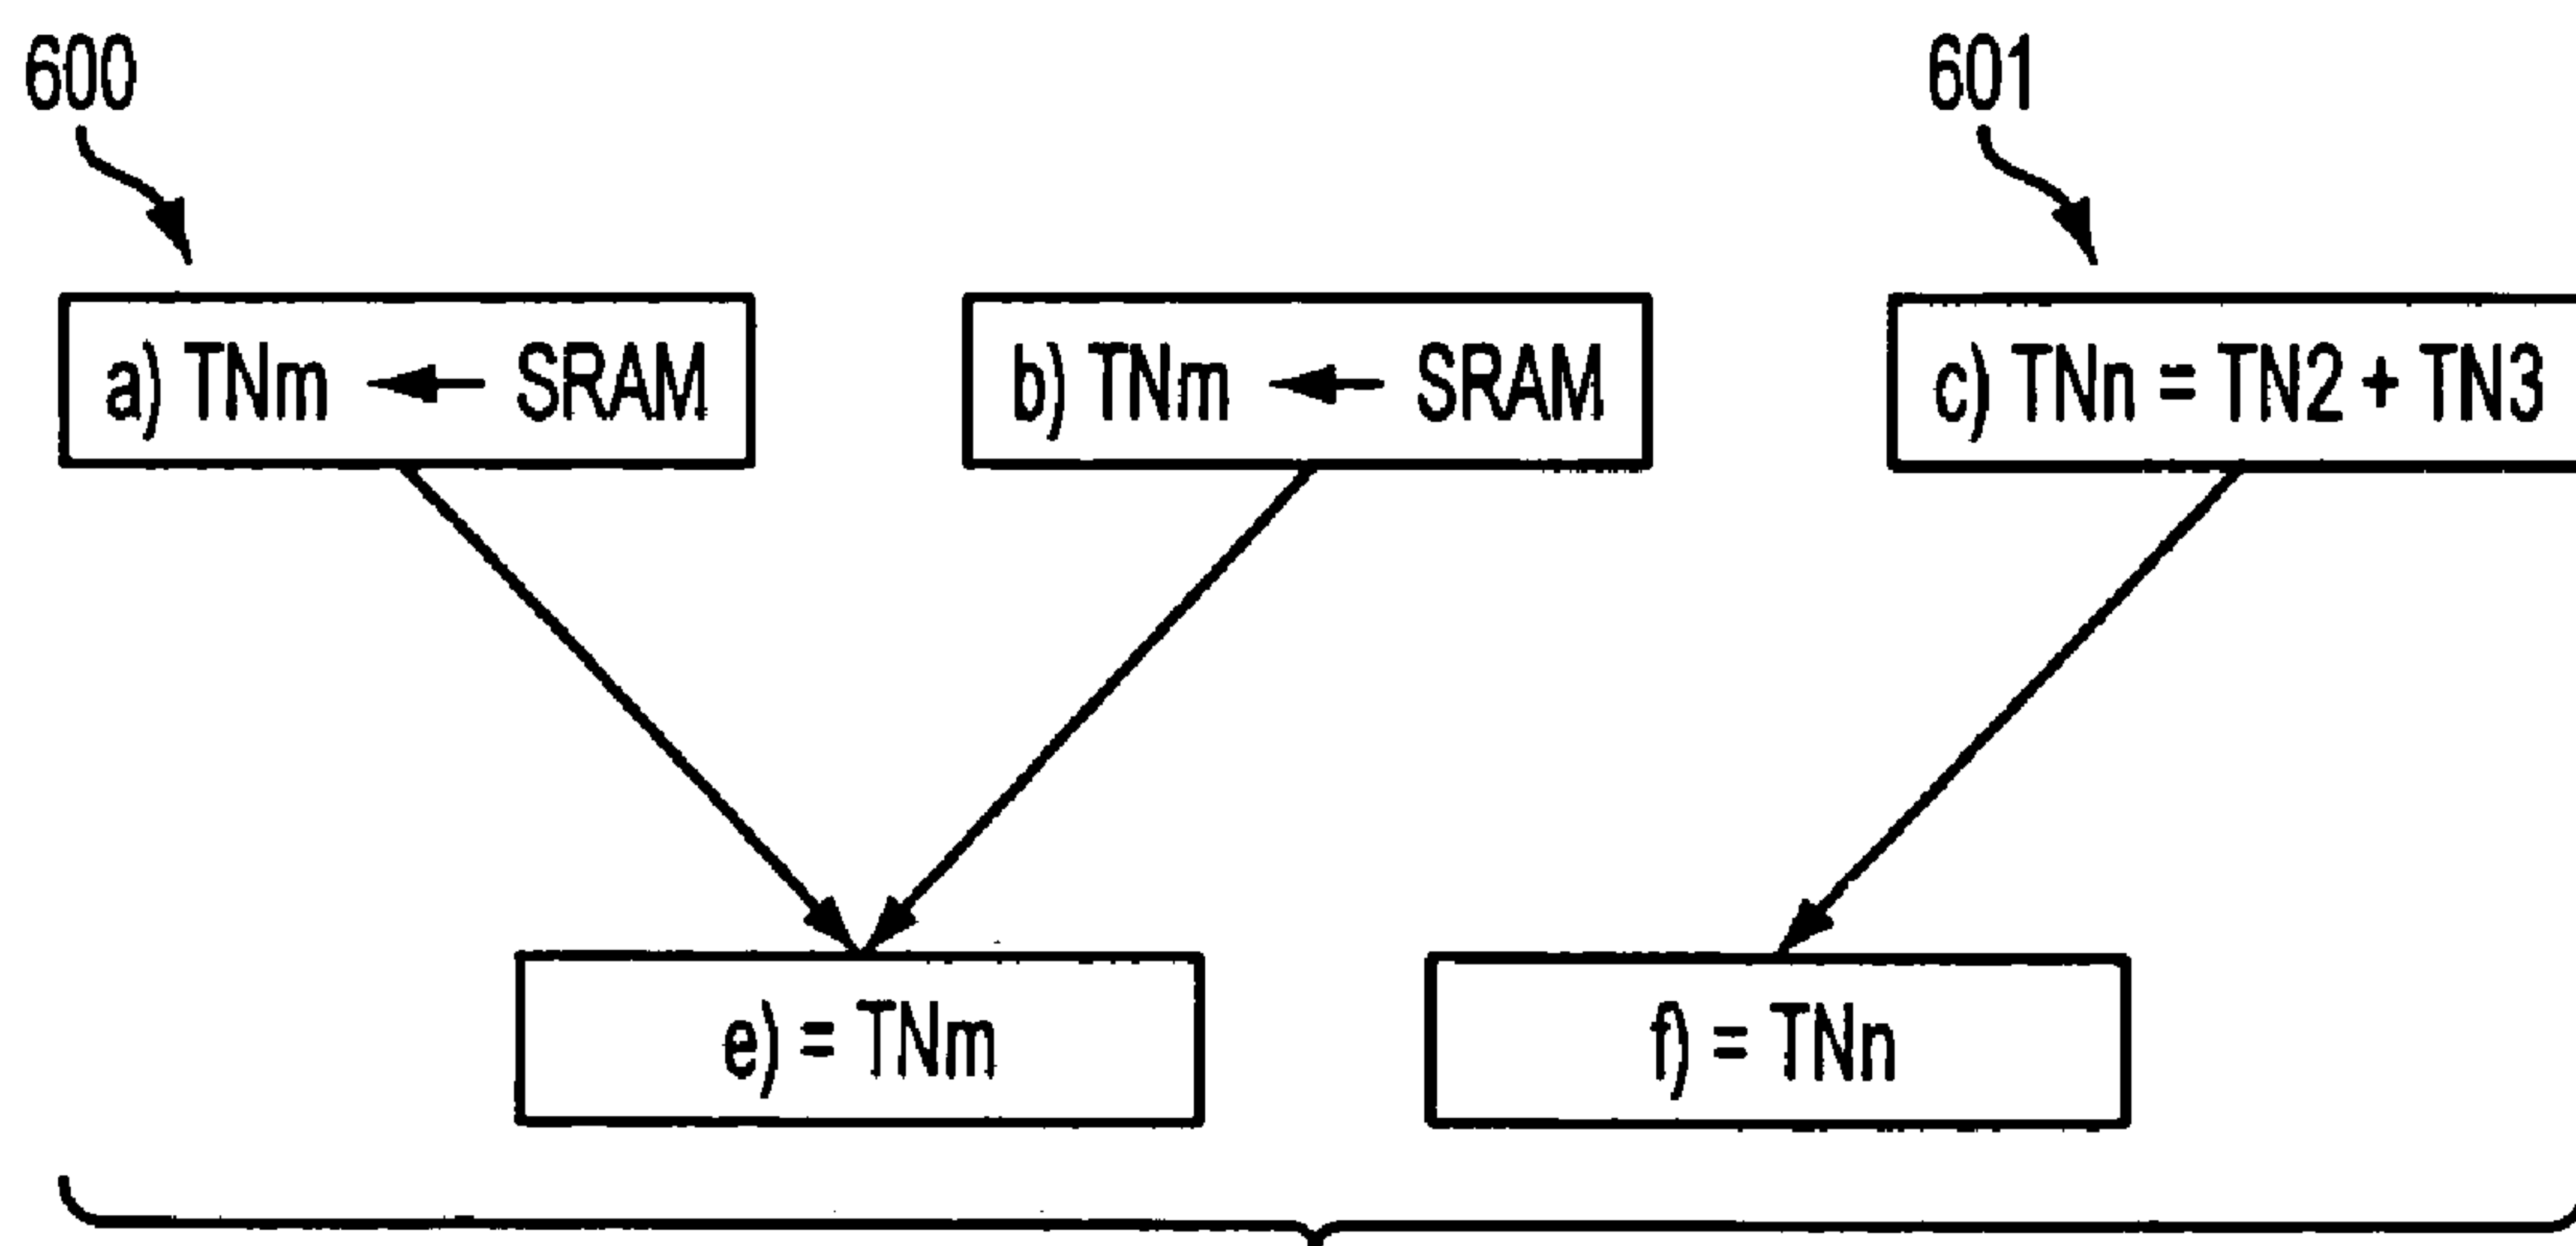 600
601
a) TNm ← SRAM
b) TNm ← SRAM
c) TNn = TN2 + TN3
e) = TNm
f) = TNn